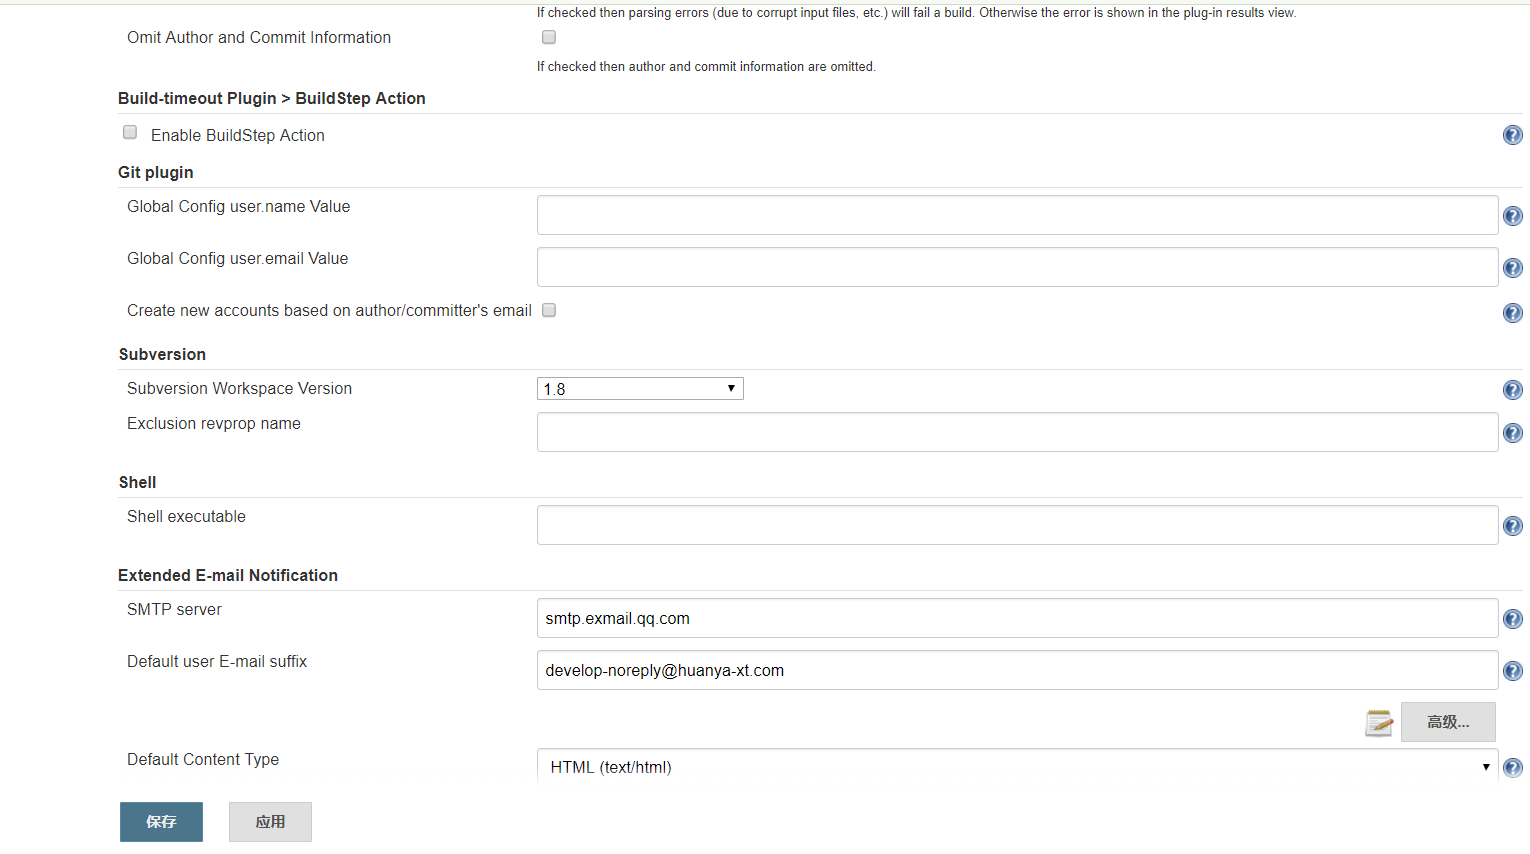 If checked then parsing errors (due to corrupt input files, etc.) will fail a build. Otherwise the error is shown in the plug-in results view.
Omit Author and Commit Information
If checked then author and commit information are omitted.
Build-timeout Plugin > BuildStep Action
Enable BuildStep Action
Git plugin
Global Config user.name Value
Global Config user.email Value
Create new accounts based on author/committer's email
Subversion
Subversion Workspace Version
1.8
Exclusion revprop name
Shell
Shell executable
Extended E-mail Notification
SMTP server
smtp.exmail.qq.com
Default user E-mail suffix
develop-noreply@huanya-xt.com
高级...
Default Content Type
HTML (text/html)
保存
应用